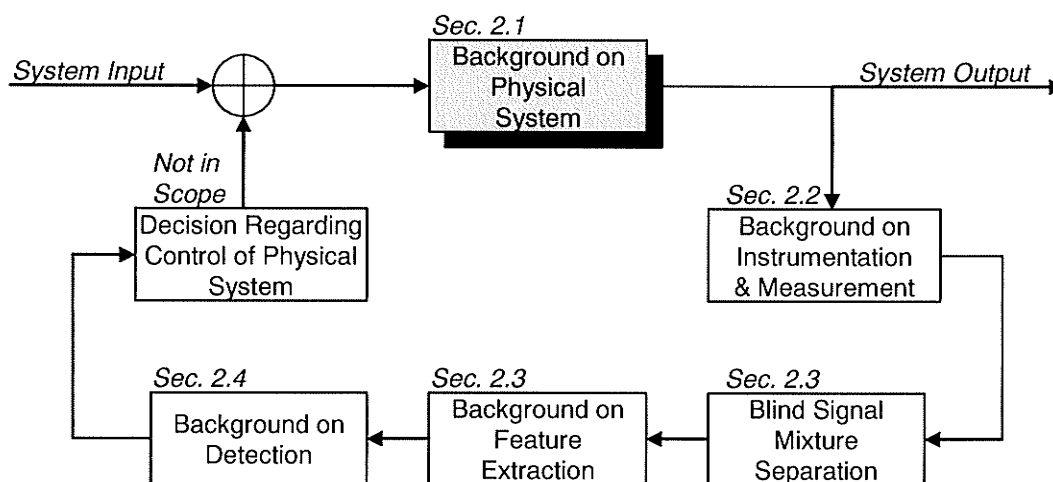 Sec. 2.1
System Input
Background on
Physical
System
System Output
Not in
Scope
Sec. 2.2
Decision Regarding
Control of Physical
System
Background on
Instrumentation
& Measurement
Sec. 2.4
Background on
Detection
Sec. 2.3
Background on
Feature
Extraction
Sec. 2.3
Blind Signal
Mixture
Separation